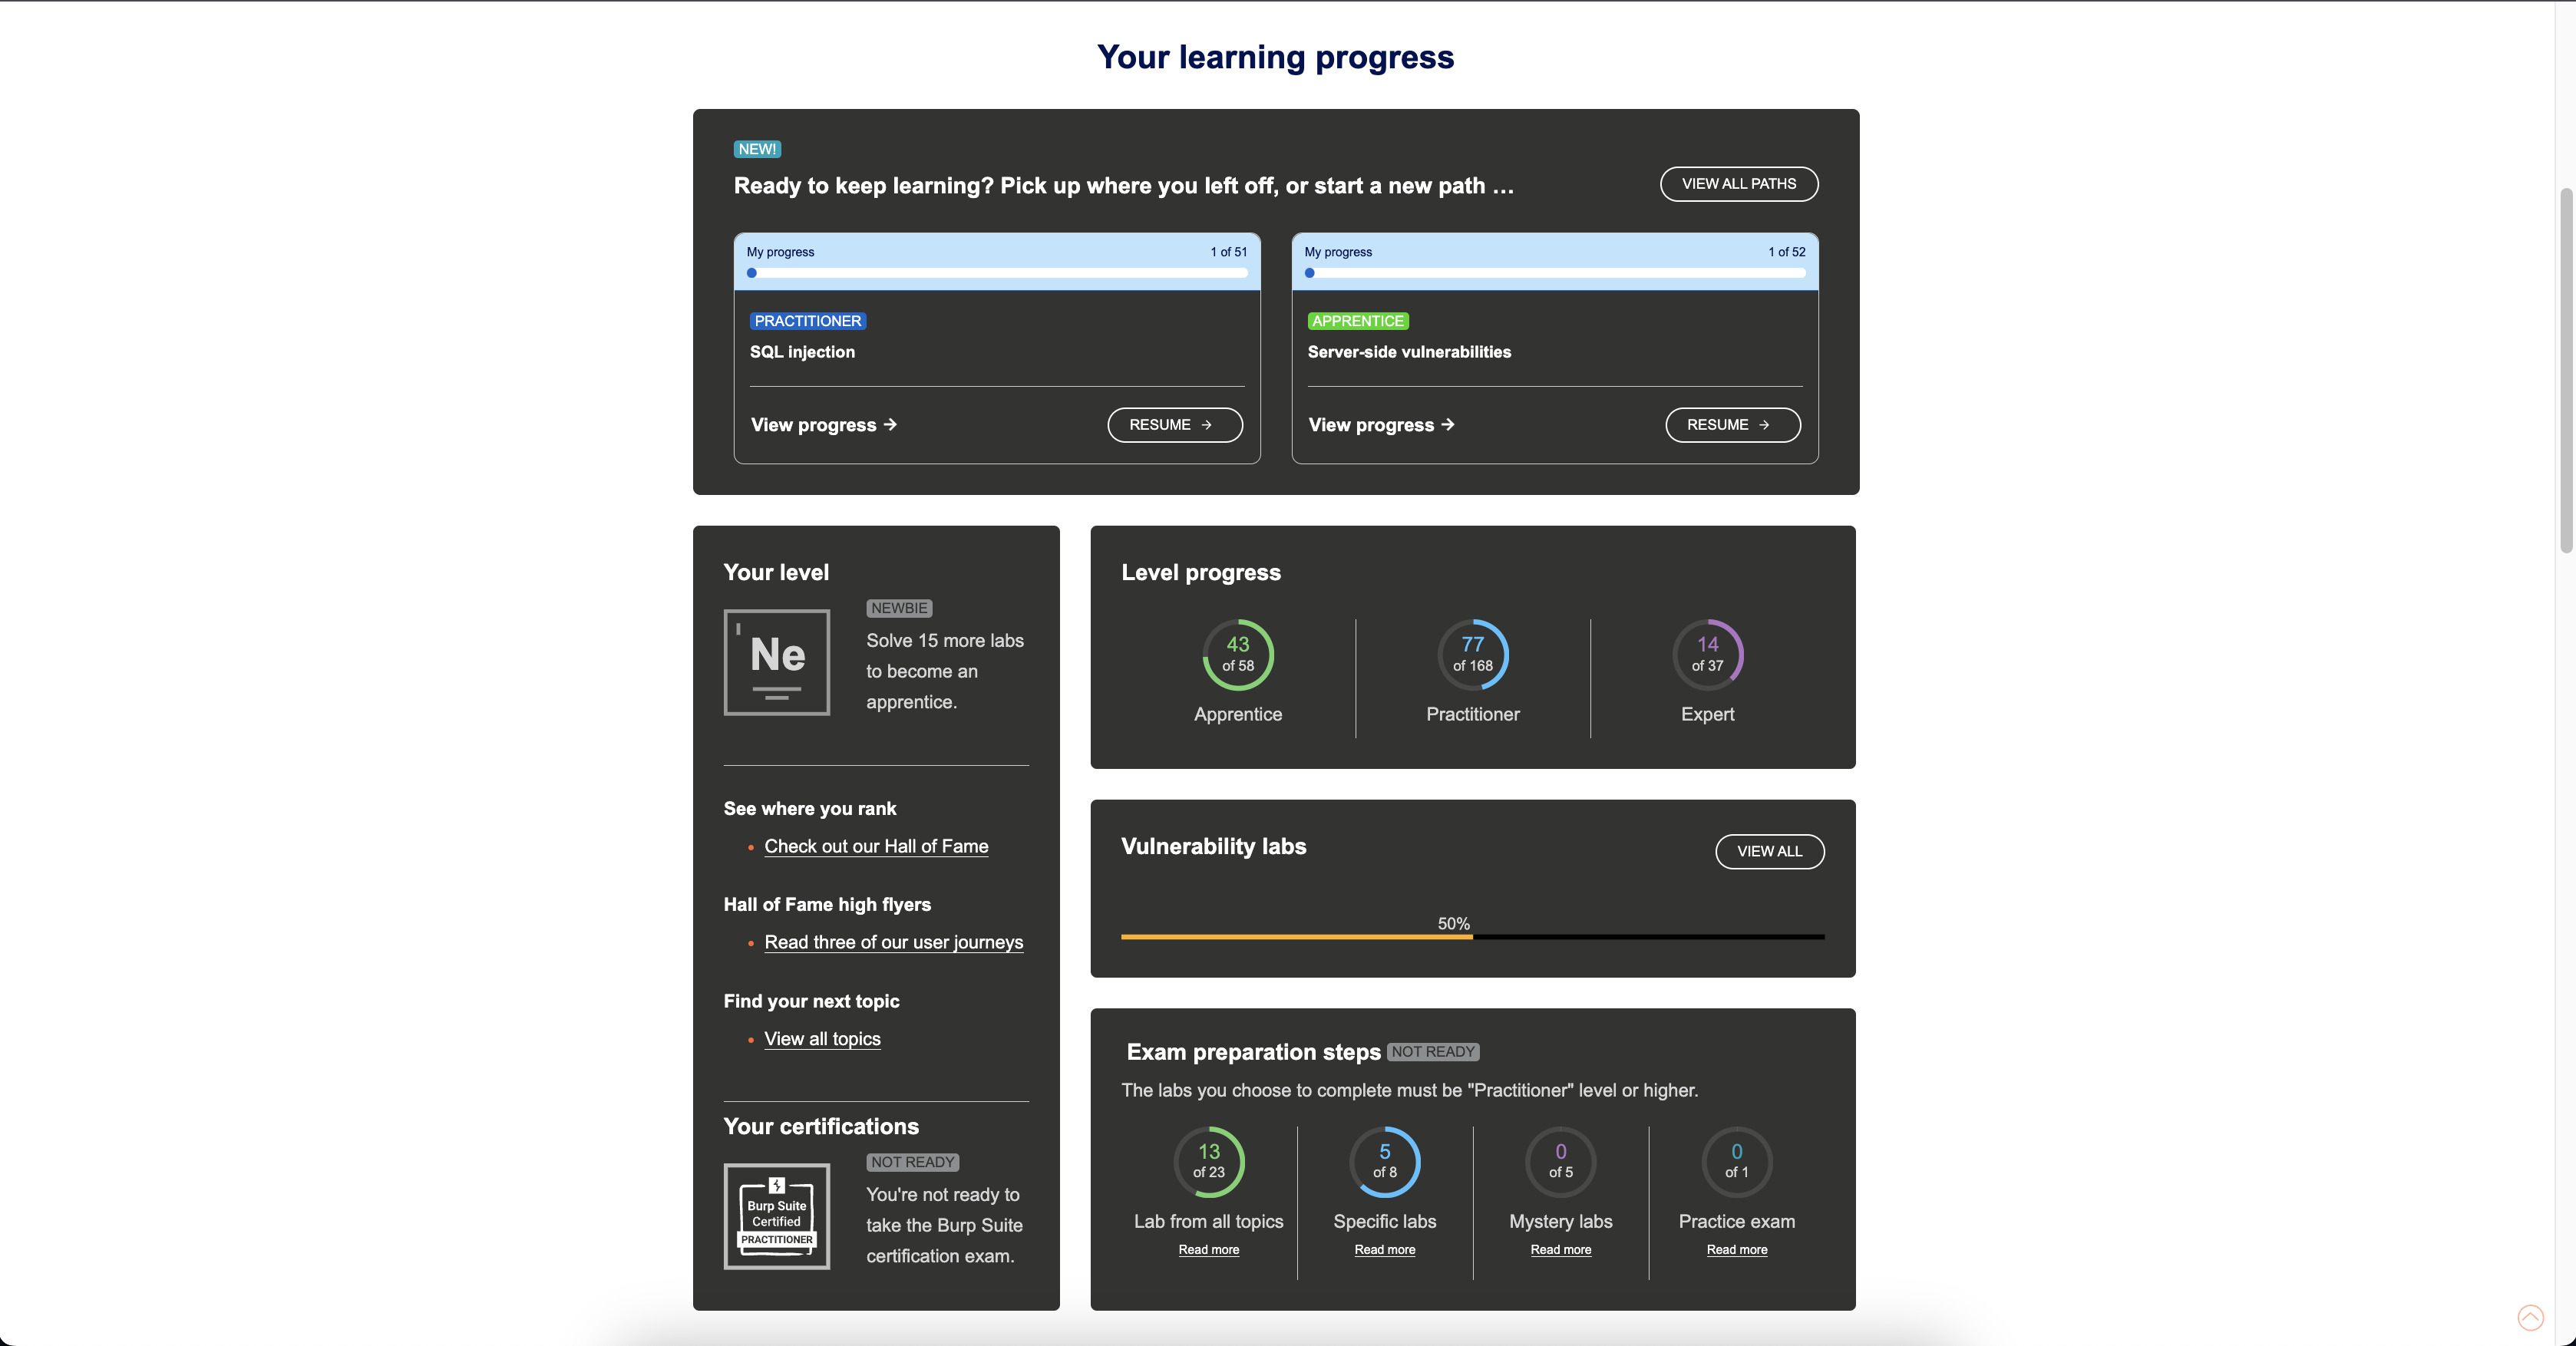 Your learning progress
NEW!
Ready to keep learning? Pick up where you left off, or start a new path ...
VIEW ALL PATHS
My progress 1 of 51
PRACTITIONER
SQL injection
View progress → RESUME →
My progress 1 of 52
APPRENTICE
Server-side vulnerabilities
View progress → RESUME →
Your level
Ne
NEWBIE
Solve 15 more labs
to become an
apprentice.
See where you rank
• Check out our Hall of Fame
Hall of Fame high flyers
• Read three of our user journeys
Find your next topic
• View all topics
Your certifications
Burp Suite
Certified
PRACTITIONER
NOT READY
You're not ready to
take the Burp Suite
certification exam.
Level progress
43
of 58
Apprentice
77
of 168
Practitioner
14
of 37
Expert
Vulnerability labs
VIEW ALL
50%
Exam preparation steps NOT READY
The labs you choose to complete must be "Practitioner" level or higher.
13
of 23
Lab from all topics
Read more
5
of 8
Specific labs
Read more
0
of 5
Mystery labs
Read more
0
of 1
Practice exam
Read more